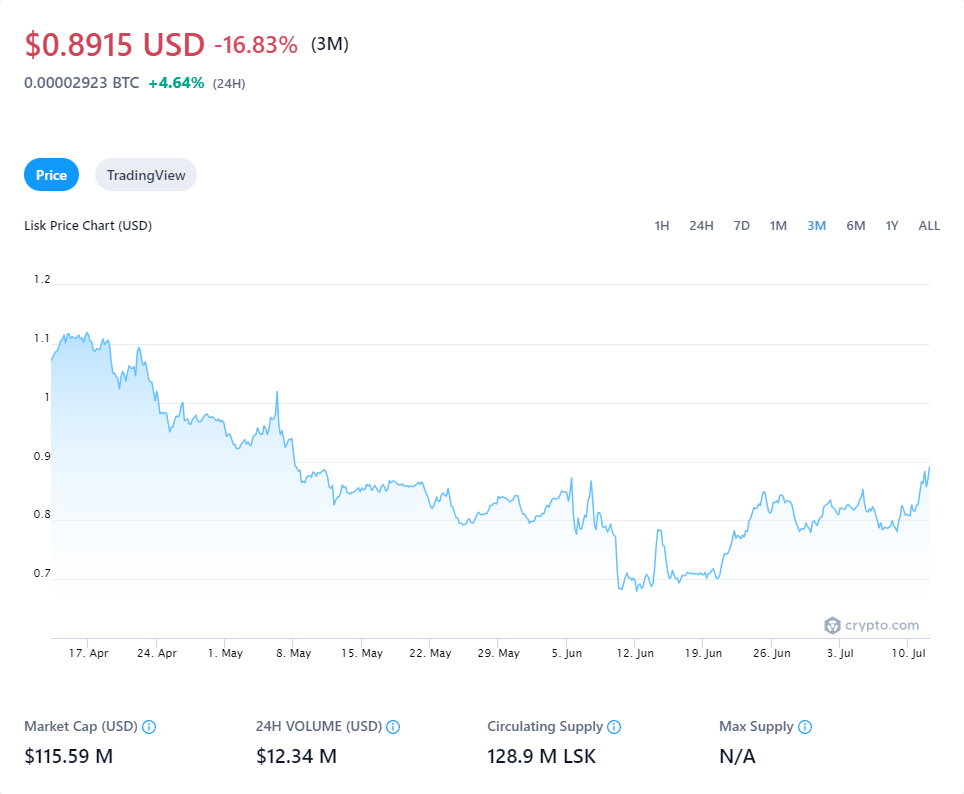 $0.8915 USD -16.83% (3M)
0.00002923 BTC +4.64% (24H)
Price TradingView
Lisk Price Chart (USD)
1H 24H 7D 1M 3M 6M 1Y ALL
1.2
1.1
1
0.9
0.8
0.7
crypto.com
17. Apr 24. Apr 1. May 8. May 15. May 22. May 29. May 5. Jun 12. Jun 19. Jun 26. Jun 3. Jul 10. Jul
Market Cap (USD) 24H VOLUME (USD) Circulating Supply Max Supply
$115.59 M $12.34 M 128.9 M LSK N/A